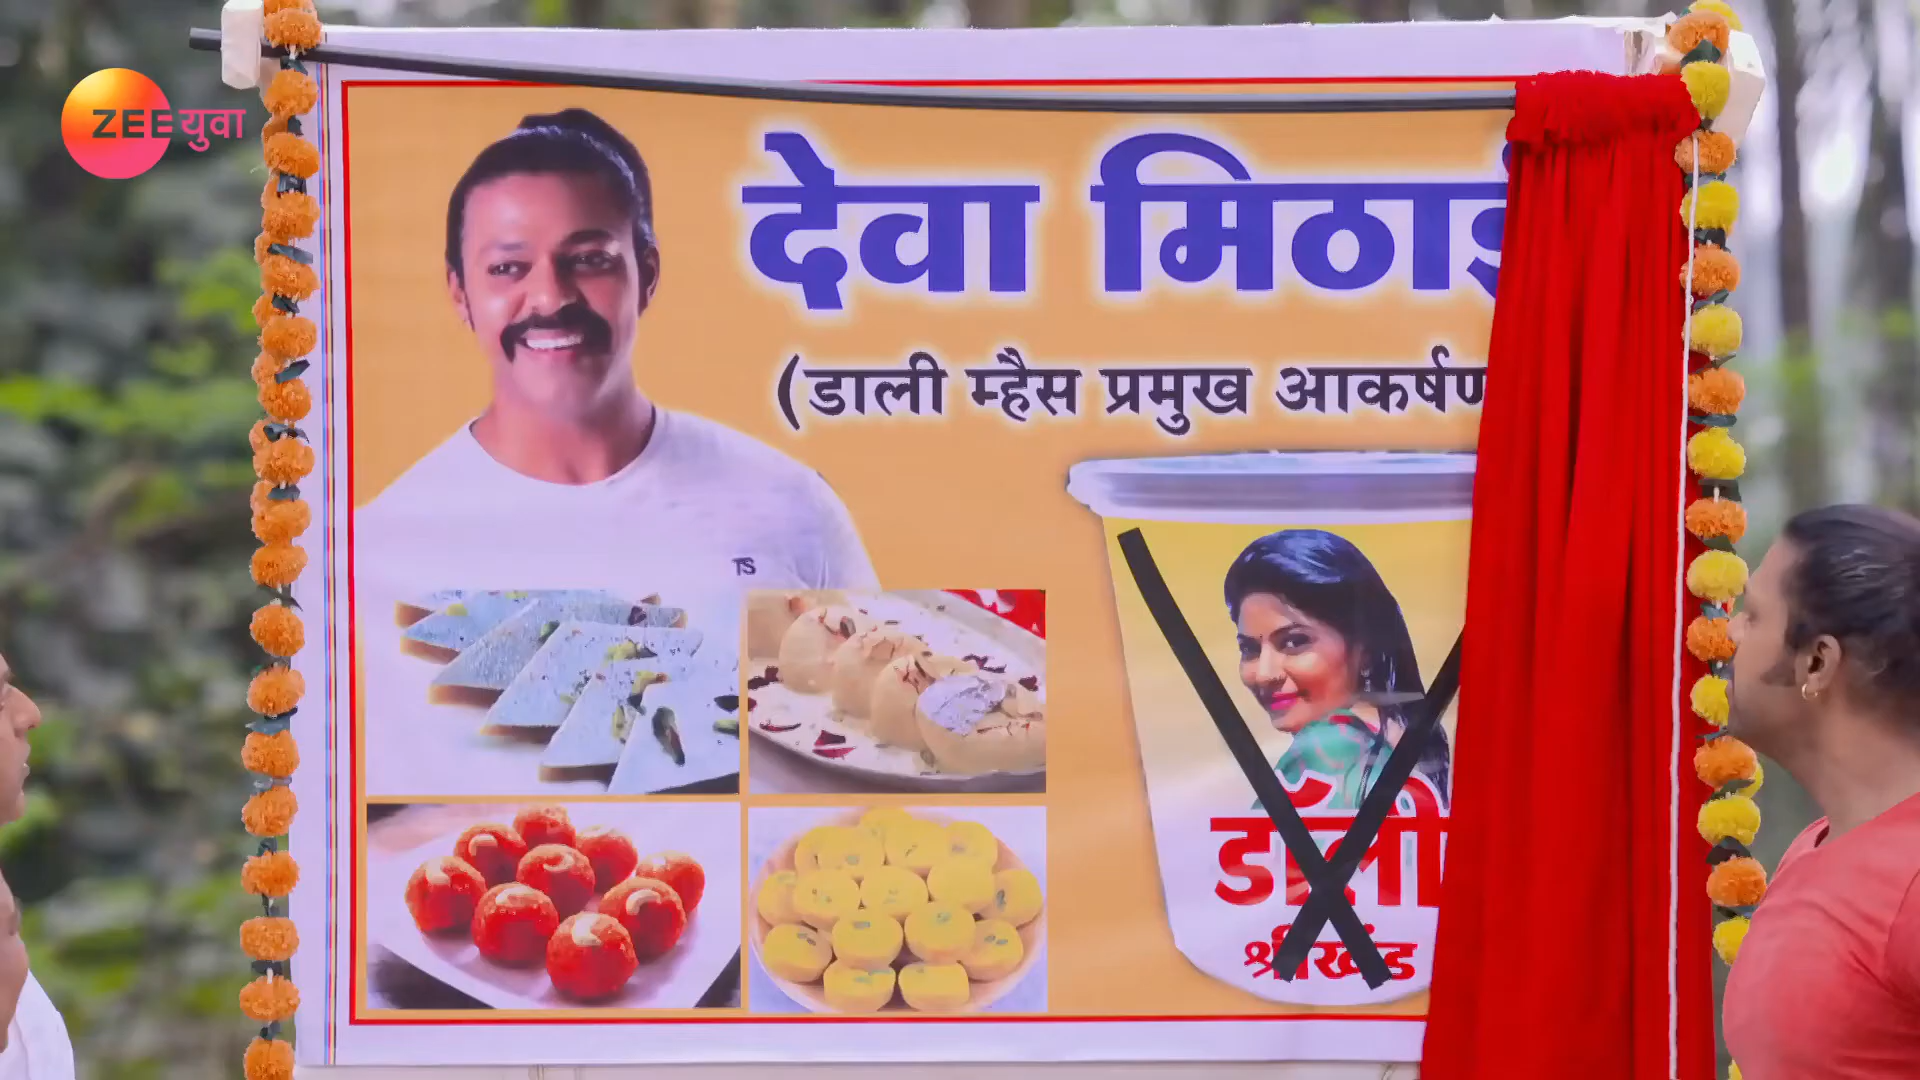 ZEE युवा
देवा मिठाई
(डाली म्हैस प्रमुख आकर्षण
TS
डॉली
श्रीखंड